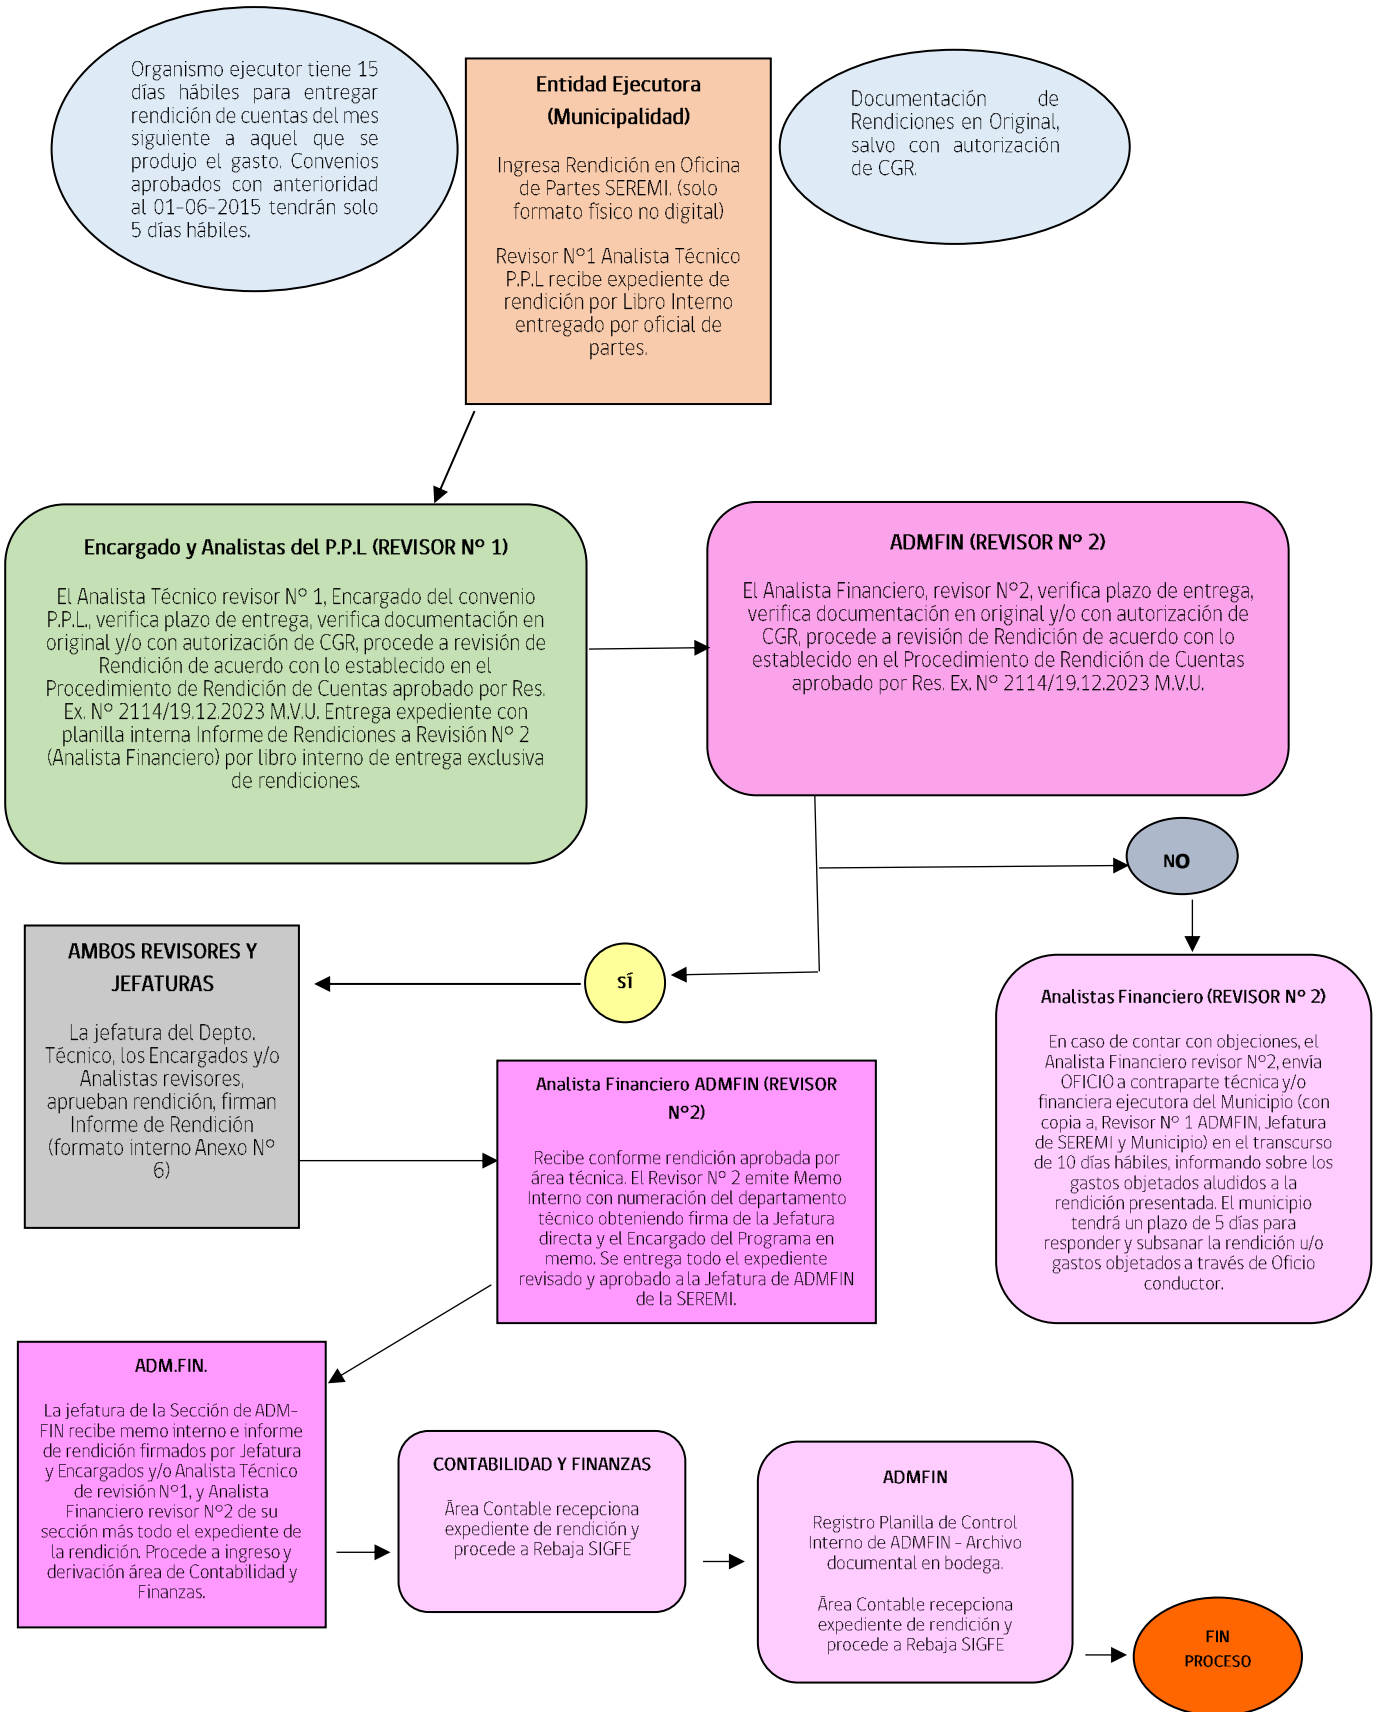 Organismo ejecutor tiene 15
días hábiles para entregar
rendición de cuentas del mes
siguiente a aquel que se
produjo el gasto. Convenios
aprobados con anterioridad
al 01-06-2015 tendrán solo
5 días hábiles.
Entidad Ejecutora
(Municipalidad)
Ingresa Rendición en Oficina
de Partes SEREMI. (solo
formato físico no digital)
Revisor Nº1 Analista Técnico
P.P.L recibe expediente de
rendición por Libro Interno
entregado por oficial de
partes.
Documentación de
Rendiciones en Original,
salvo con autorización
de CGR.
Encargado y Analistas del P.P.L (REVISOR Nº 1)
El Analista Técnico revisor Nº 1, Encargado del convenio
P.P.L., verifica plazo de entrega, verifica documentación en
original y/o con autorización de CGR, procede a revisión de
Rendición de acuerdo con lo establecido en el
Procedimiento de Rendición de Cuentas aprobado por Res.
Ex. Nº 2114/19.12.2023 M.V.U. Entrega expediente con
planilla interna Informe de Rendiciones a Revisión Nº 2
(Analista Financiero) por libro interno de entrega exclusiva
de rendiciones.
ADMFIN (REVISOR Nº 2)
El Analista Financiero, revisor Nº2, verifica plazo de entrega,
verifica documentación en original y/o con autorización de
CGR, procede a revisión de Rendición de acuerdo con lo
establecido en el Procedimiento de Rendición de Cuentas
aprobado por Res. Ex. Nº 2114/19.12.2023 M.V.U.
NO
SÍ
AMBOS REVISORES Y
JEFATURAS
La jefatura del Depto.
Técnico, los Encargados y/o
Analistas revisores,
aprueban rendición, firman
Informe de Rendición
(formato interno Anexo Nº
6)
Analistas Financiero (REVISOR Nº 2)
En caso de contar con objeciones, el
Analista Financiero revisor Nº2, envía
OFICIO a contraparte técnica y/o
financiera ejecutora del Municipio (con
copia a, Revisor Nº 1 ADMFIN, Jefatura
de SEREMI y Municipio) en el transcurso
de 10 días hábiles, informando sobre los
gastos objetados aludidos a la
rendición presentada. El municipio
tendrá un plazo de 5 días para
responder y subsanar la rendición u/o
gastos objetados a través de Oficio
conductor.
Analista Financiero ADMFIN (REVISOR
Nº2)
Recibe conforme rendición aprobada por
área técnica. El Revisor Nº 2 emite Memo
Interno con numeración del departamento
técnico obteniendo firma de la Jefatura
directa y el Encargado del Programa en
memo. Se entrega todo el expediente
revisado y aprobado a la Jefatura de ADMFIN
de la SEREMI.
ADM.FIN.
La jefatura de la Sección de ADM-
FIN recibe memo interno e informe
de rendición firmados por Jefatura
y Encargados y/o Analista Técnico
de revisión Nº1, y Analista
Financiero revisor Nº2 de su
sección más todo el expediente de
la rendición. Procede a ingreso y
derivación área de Contabilidad y
Finanzas.
CONTABILIDAD Y FINANZAS
Área Contable recepciona
expediente de rendición y
procede a Rebaja SIGFE
ADMFIN
Registro Planilla de Control
Interno de ADMFIN – Archivo
documental en bodega.
Área Contable recepciona
expediente de rendición y
procede a Rebaja SIGFE
FIN
PROCESO